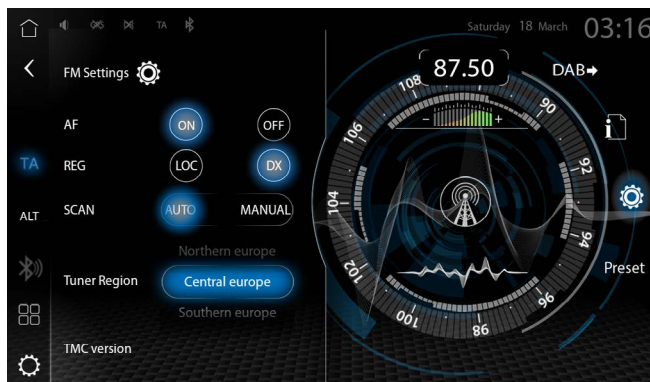 TA
Saturday 18 March 03:16
FM Settings
AF ON OFF
TA
REG LOC DX
ALT
SCAN AUTO MANUAL
Northern europe
Tuner Region Central europe
Southern europe
TMC version
87.50
DAB
108
90
106
92
104
94
102
96
100
98
- +
i
Preset